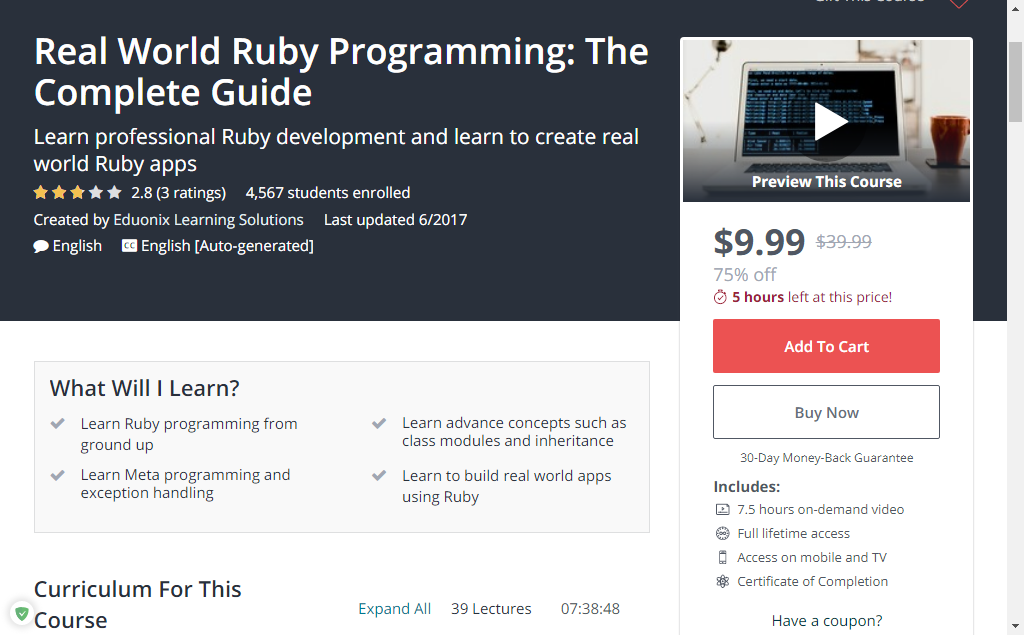 Real World Ruby Programming: The
Complete Guide
Learn professional Ruby development and learn to create real
world Ruby apps
2.8 (3 ratings) 4,567 students enrolled
Created by Eduonix Learning Solutions Last updated 6/2017
English CC English [Auto-generated]
Preview This Course
$9.99 $39.99
75% off
5 hours left at this price!
Add To Cart
Buy Now
30-Day Money-Back Guarantee
Includes:
7.5 hours on-demand video
Full lifetime access
Access on mobile and TV
Certificate of Completion
Have a coupon?
What Will I Learn?
Learn Ruby programming from
ground up
Learn Meta programming and
exception handling
Learn advance concepts such as
class modules and inheritance
Learn to build real world apps
using Ruby
Curriculum For This
Course
Expand All 39 Lectures 07:38:48